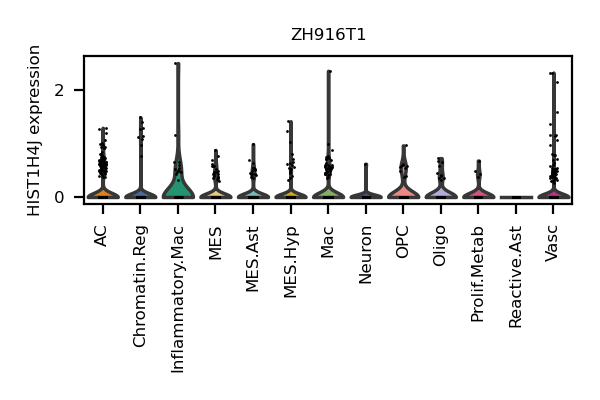 ZH916T1
HIST1H4J expression
2
0
AC
Chromatin.Reg
Inflammatory.Mac
MES
MES.Ast
MES.Hyp
Mac
Neuron
OPC
Oligo
Prolif.Metab
Reactive.Ast
Vasc